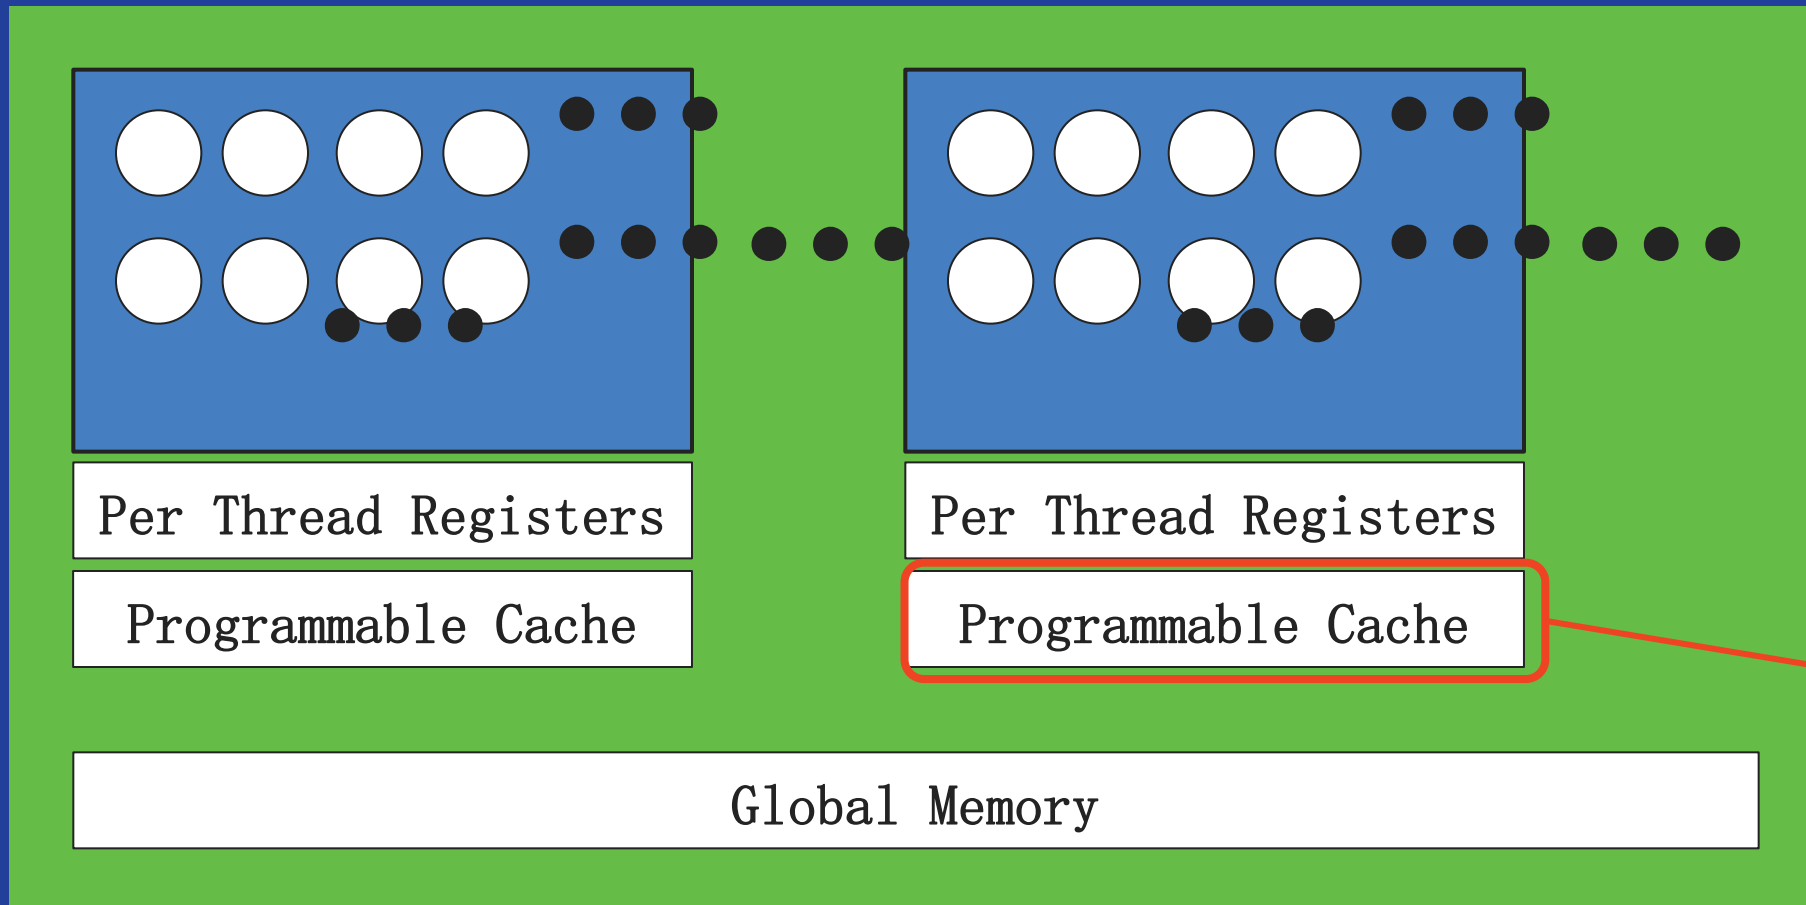 Per Thread Registers
Per Thread Registers
Programmable Cache
Programmable Cache
Global Memory